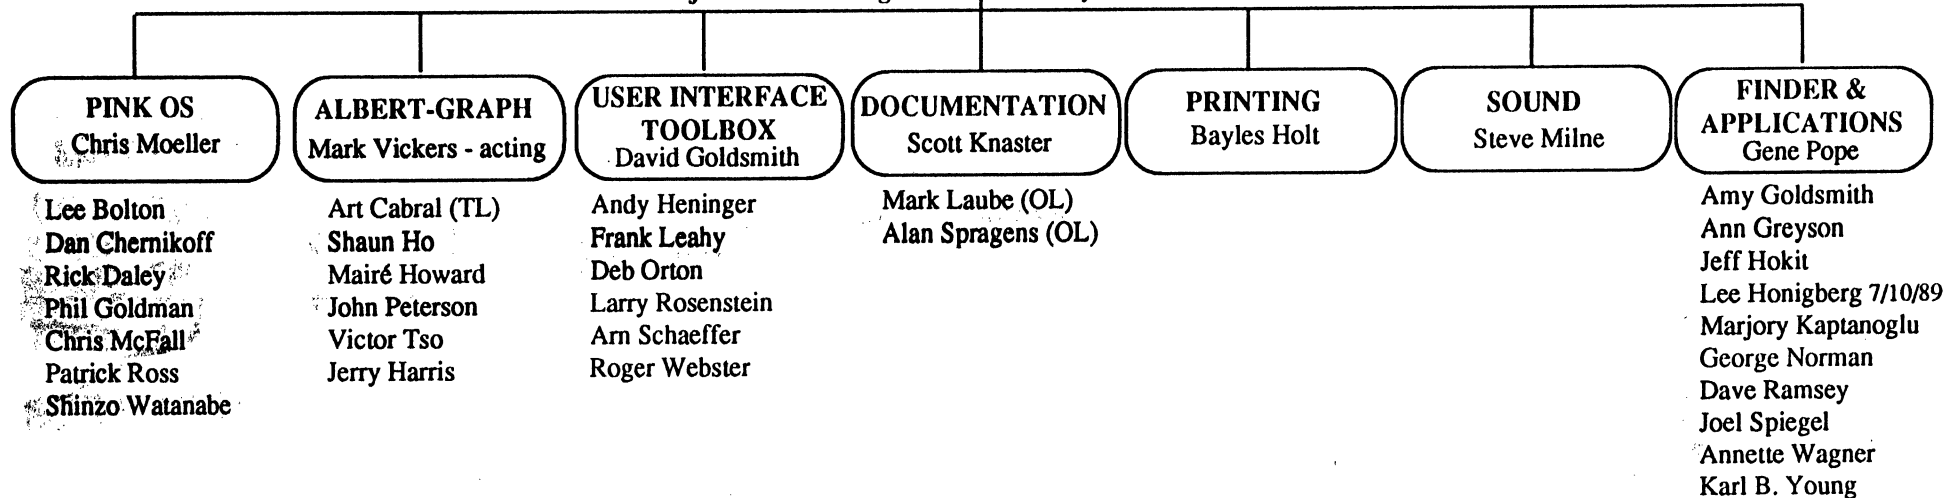 PINK OS
Chris Moeller
Lee Bolton
Dan Chernikoff
Rick Daley
Phil Goldman
Chris McFall
Patrick Ross
Shinzo Watanabe
ALBERT-GRAPH
Mark Vickers - acting
Art Cabral (TL)
Shaun Ho
Mairé Howard
John Peterson
Victor Tso
Jerry Harris
USER INTERFACE
TOOLBOX
David Goldsmith
Andy Heninger
Frank Leahy
Deb Orton
Larry Rosenstein
Arn Schaeffer
Roger Webster
DOCUMENTATION
Scott Knaster
Mark Laube (OL)
Alan Spragens (OL)
PRINTING
Bayles Holt
SOUND
Steve Milne
FINDER &
APPLICATIONS
Gene Pope
Amy Goldsmith
Ann Greyson
Jeff Hokit
Lee Honigberg 7/10/89
Marjory Kaptanoglu
George Norman
Dave Ramsey
Joel Spiegel
Annette Wagner
Karl B. Young